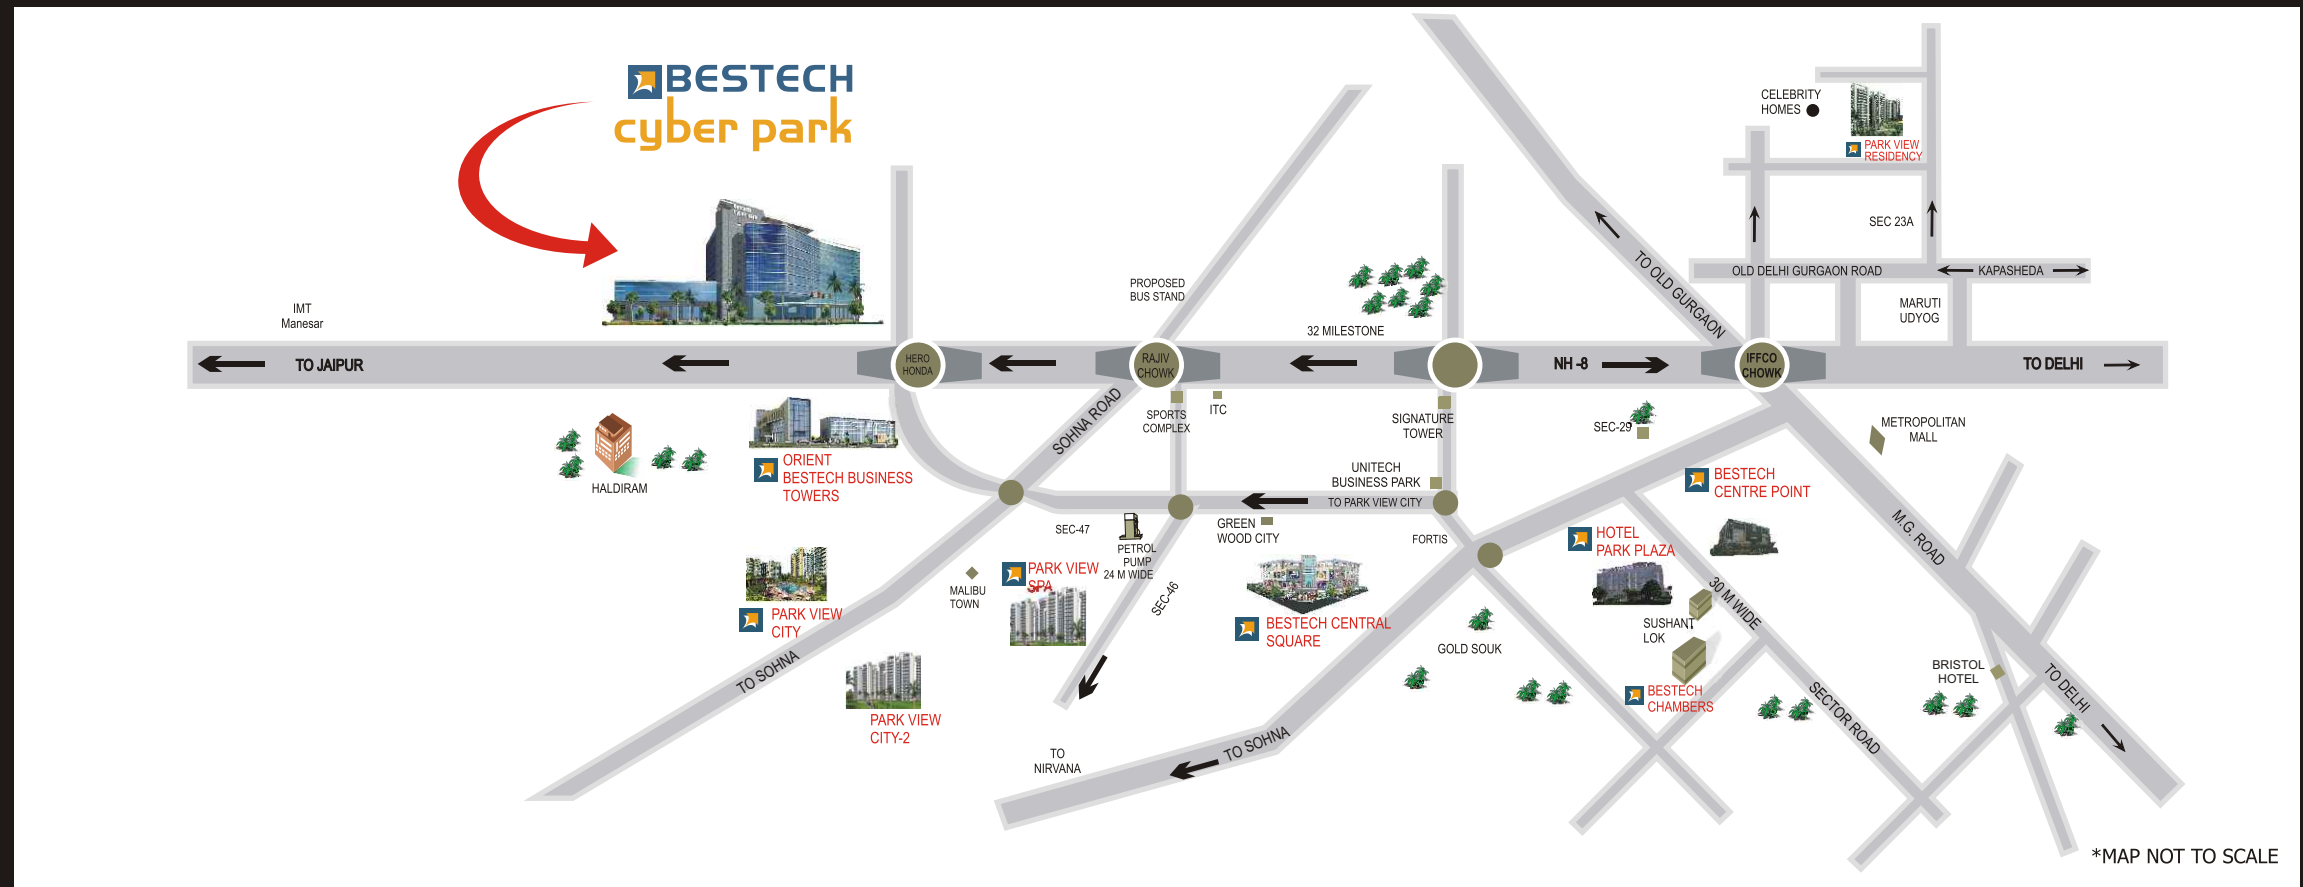 BESTECH
cyber park
CELEBRITY
HOMES
PARK VIEW
RESIDENCY
SEC 23A
TO OLD GURGAON
OLD DELHI GURGAON ROAD
KAPASHEDA
MARUTI
UDYOG
PROPOSED
BUS STAND
IMT
Manesar
32 MILESTONE
TO JAIPUR
HERO
HONDA
RAJIV
CHOWK
NH -8
IFFCO
CHOWK
TO DELHI
SOHNA ROAD
SPORTS
COMPLEX
ITC
SIGNATURE
TOWER
SEC-29
METROPOLITAN
MALL
HALDIRAM
ORIENT
BESTECH BUSINESS
TOWERS
UNITECH
BUSINESS PARK
TO PARK VIEW CITY
BESTECH
CENTRE POINT
SEC-47
PETROL
PUMP
24 M WIDE
GREEN
WOOD CITY
FORTIS
HOTEL
PARK PLAZA
M.G. ROAD
MALIBU
TOWN
PARK VIEW
SPA
SEC-46
PARK VIEW
CITY
BESTECH CENTRAL
SQUARE
GOLD SOUK
30 M WIDE
SUSHANT
LOK
BESTECH
CHAMBERS
SECTOR ROAD
BRISTOL
HOTEL
TO DELHI
TO SOHNA
PARK VIEW
CITY-2
TO
NIRVANA
TO SOHNA
*MAP NOT TO SCALE